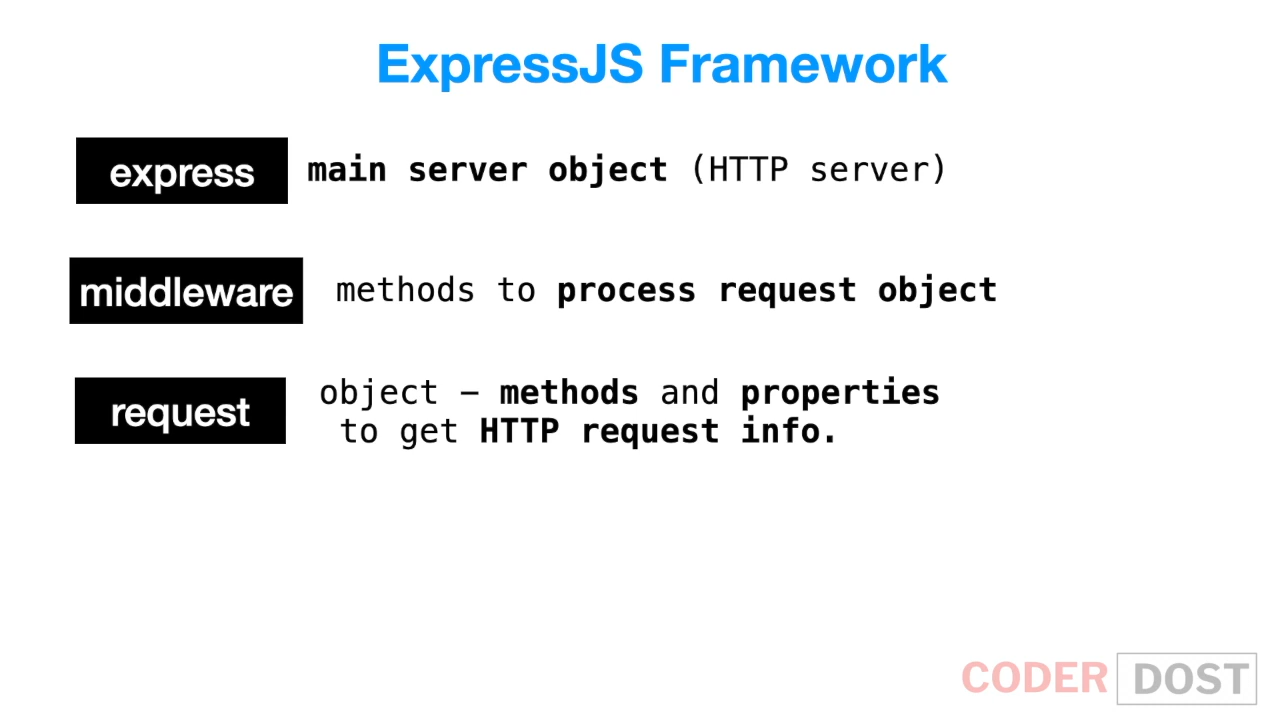 ExpressJS Framework
express main server object (HTTP server)
middleware methods to process request object
request object – methods and properties
to get HTTP request info.
CODER DOST